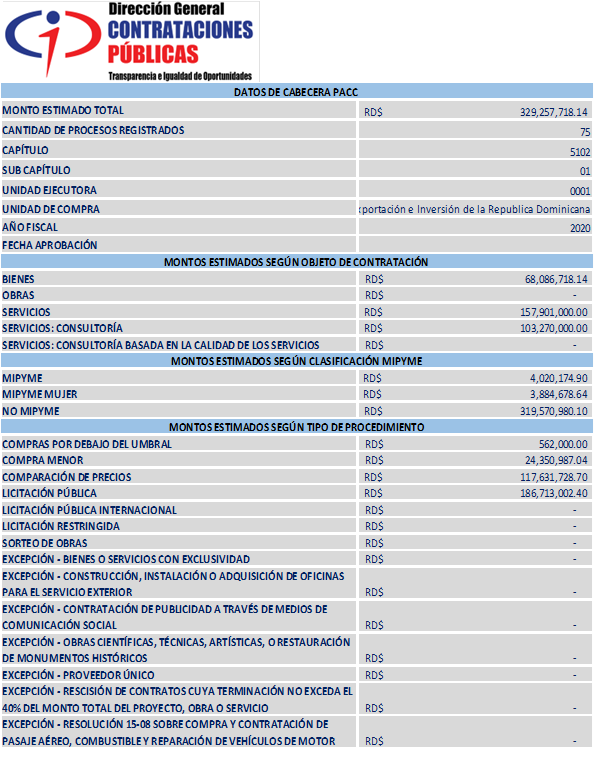 Dirección General
CONTRATACIONES
PÚBLICAS
Transparencia e Igualdad de Oportunidades
DATOS DE CABECERA PACC
MONTO ESTIMADO TOTAL RD$ 329,257,718.14
CANTIDAD DE PROCESOS REGISTRADOS 75
CAPÍTULO 5102
SUB CAPÍTULO 01
UNIDAD EJECUTORA 0001
UNIDAD DE COMPRA xportación e Inversión de la Republica Dominicana
AÑO FISCAL 2020
FECHA APROBACIÓN
MONTOS ESTIMADOS SEGÚN OBJETO DE CONTRATACIÓN
BIENES RD$ 68,086,718.14
OBRAS RD$ -
SERVICIOS RD$ 157,901,000.00
SERVICIOS: CONSULTORÍA RD$ 103,270,000.00
SERVICIOS: CONSULTORÍA BASADA EN LA CALIDAD DE LOS SERVICIOS RD$ -
MONTOS ESTIMADOS SEGÚN CLASIFICACIÓN MIPYME
MIPYME RD$ 4,020,174.90
MIPYME MUJER RD$ 3,884,678.64
NO MIPYME RD$ 319,570,980.10
MONTOS ESTIMADOS SEGÚN TIPO DE PROCEDIMIENTO
COMPRAS POR DEBAJO DEL UMBRAL RD$ 562,000.00
COMPRA MENOR RD$ 24,350,987.04
COMPARACIÓN DE PRECIOS RD$ 117,631,728.70
LICITACIÓN PÚBLICA RD$ 186,713,002.40
LICITACIÓN PÚBLICA INTERNACIONAL RD$ -
LICITACIÓN RESTRINGIDA RD$ -
SORTEO DE OBRAS RD$ -
EXCEPCIÓN - BIENES O SERVICIOS CON EXCLUSIVIDAD RD$ -
EXCEPCIÓN - CONSTRUCCIÓN, INSTALACIÓN O ADQUISICIÓN DE OFICINAS
PARA EL SERVICIO EXTERIOR RD$ -
EXCEPCIÓN - CONTRATACIÓN DE PUBLICIDAD A TRAVÉS DE MEDIOS DE
COMUNICACIÓN SOCIAL RD$ -
EXCEPCIÓN - OBRAS CIENTÍFICAS, TÉCNICAS, ARTÍSTICAS, O RESTAURACIÓN
DE MONUMENTOS HISTÓRICOS RD$ -
EXCEPCIÓN - PROVEEDOR ÚNICO RD$ -
EXCEPCIÓN - RESCISIÓN DE CONTRATOS CUYA TERMINACIÓN NO EXCEDA EL
40% DEL MONTO TOTAL DEL PROYECTO, OBRA O SERVICIO RD$ -
EXCEPCIÓN - RESOLUCIÓN 15-08 SOBRE COMPRA Y CONTRATACIÓN DE
PASAJE AÉREO, COMBUSTIBLE Y REPARACIÓN DE VEHÍCULOS DE MOTOR RD$ -